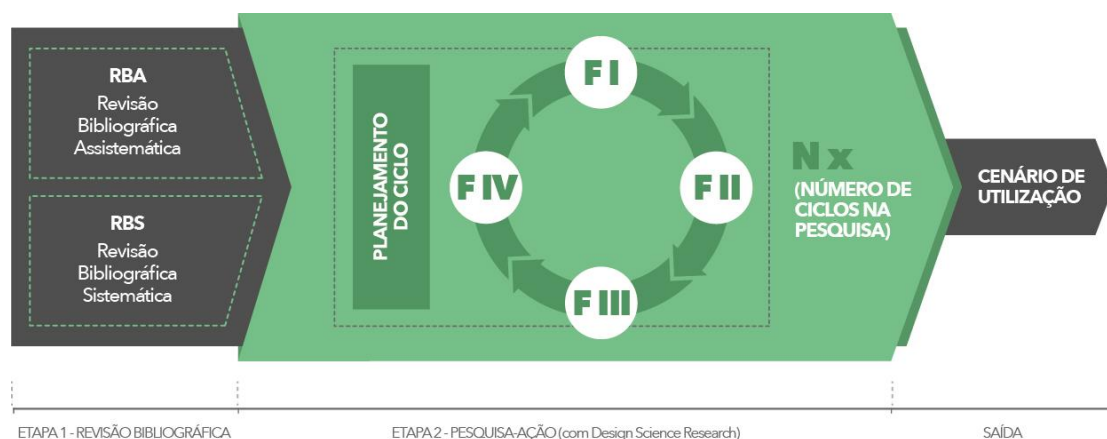 RBA
Revisão
Bibliográfica
Assistemática
RBS
Revisão
Bibliográfica
Sistemática
PLANEJAMENTO
DO CICLO
F I
F II
F III
F IV
N x
(NÚMERO DE
CICLOS NA
PESQUISA)
CENÁRIO DE
UTILIZAÇÃO
ETAPA 1 - REVISÃO BIBLIOGRÁFICA
ETAPA 2 - PESQUISA-AÇÃO (com Design Science Research)
SAÍDA